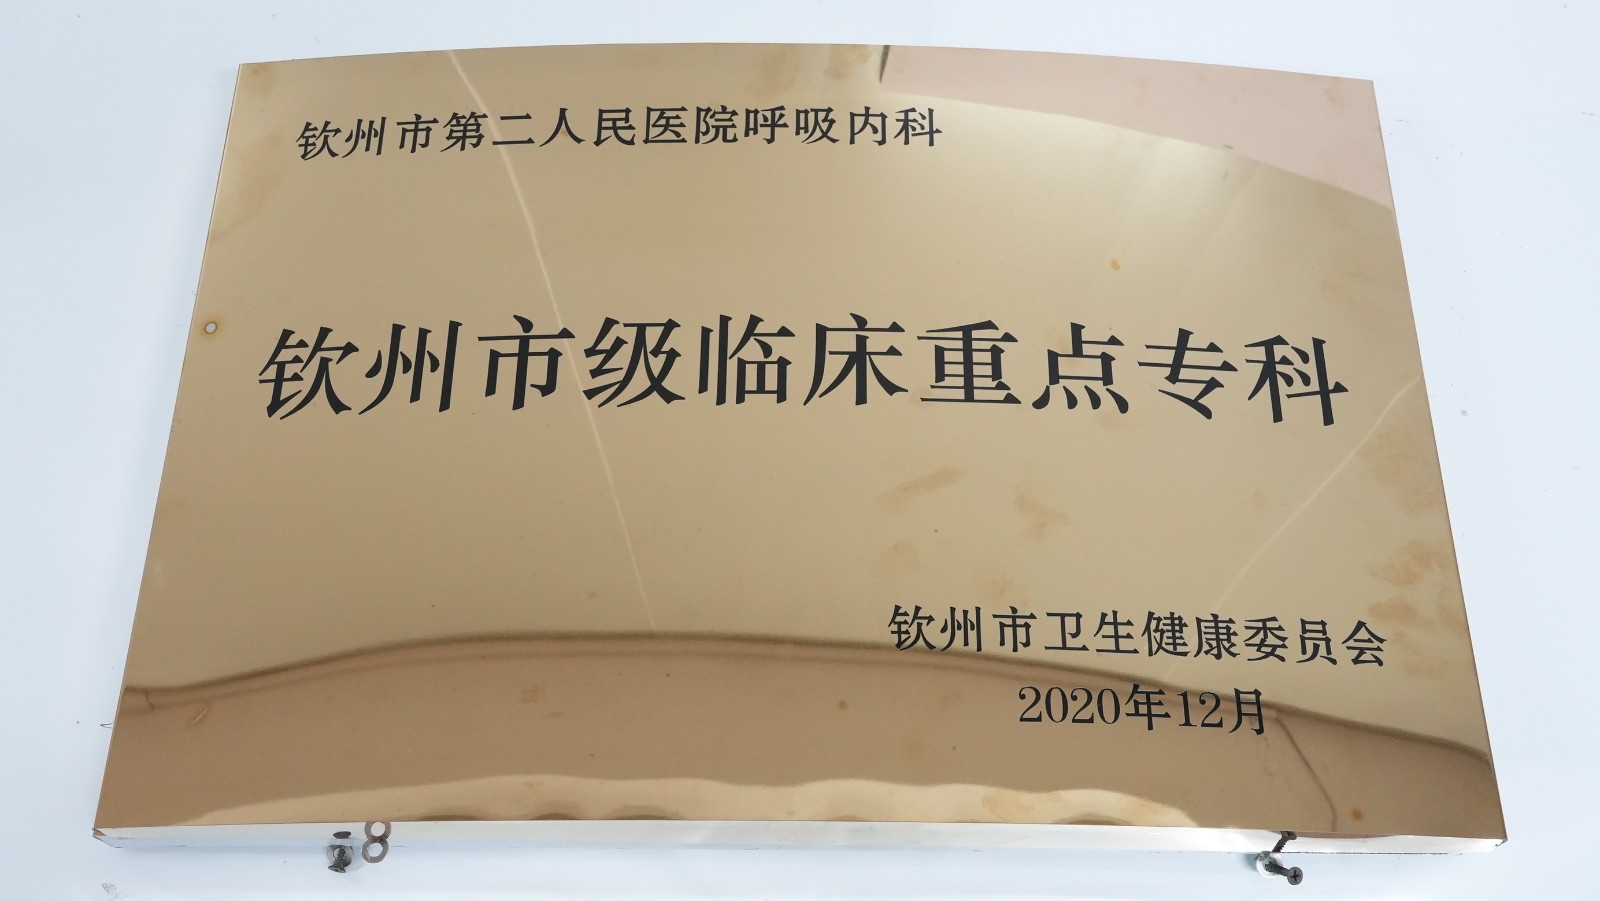 钦州市第二人民医院呼吸内科
钦州市级临床重点专科
钦州市卫生健康委员会
2020年12月